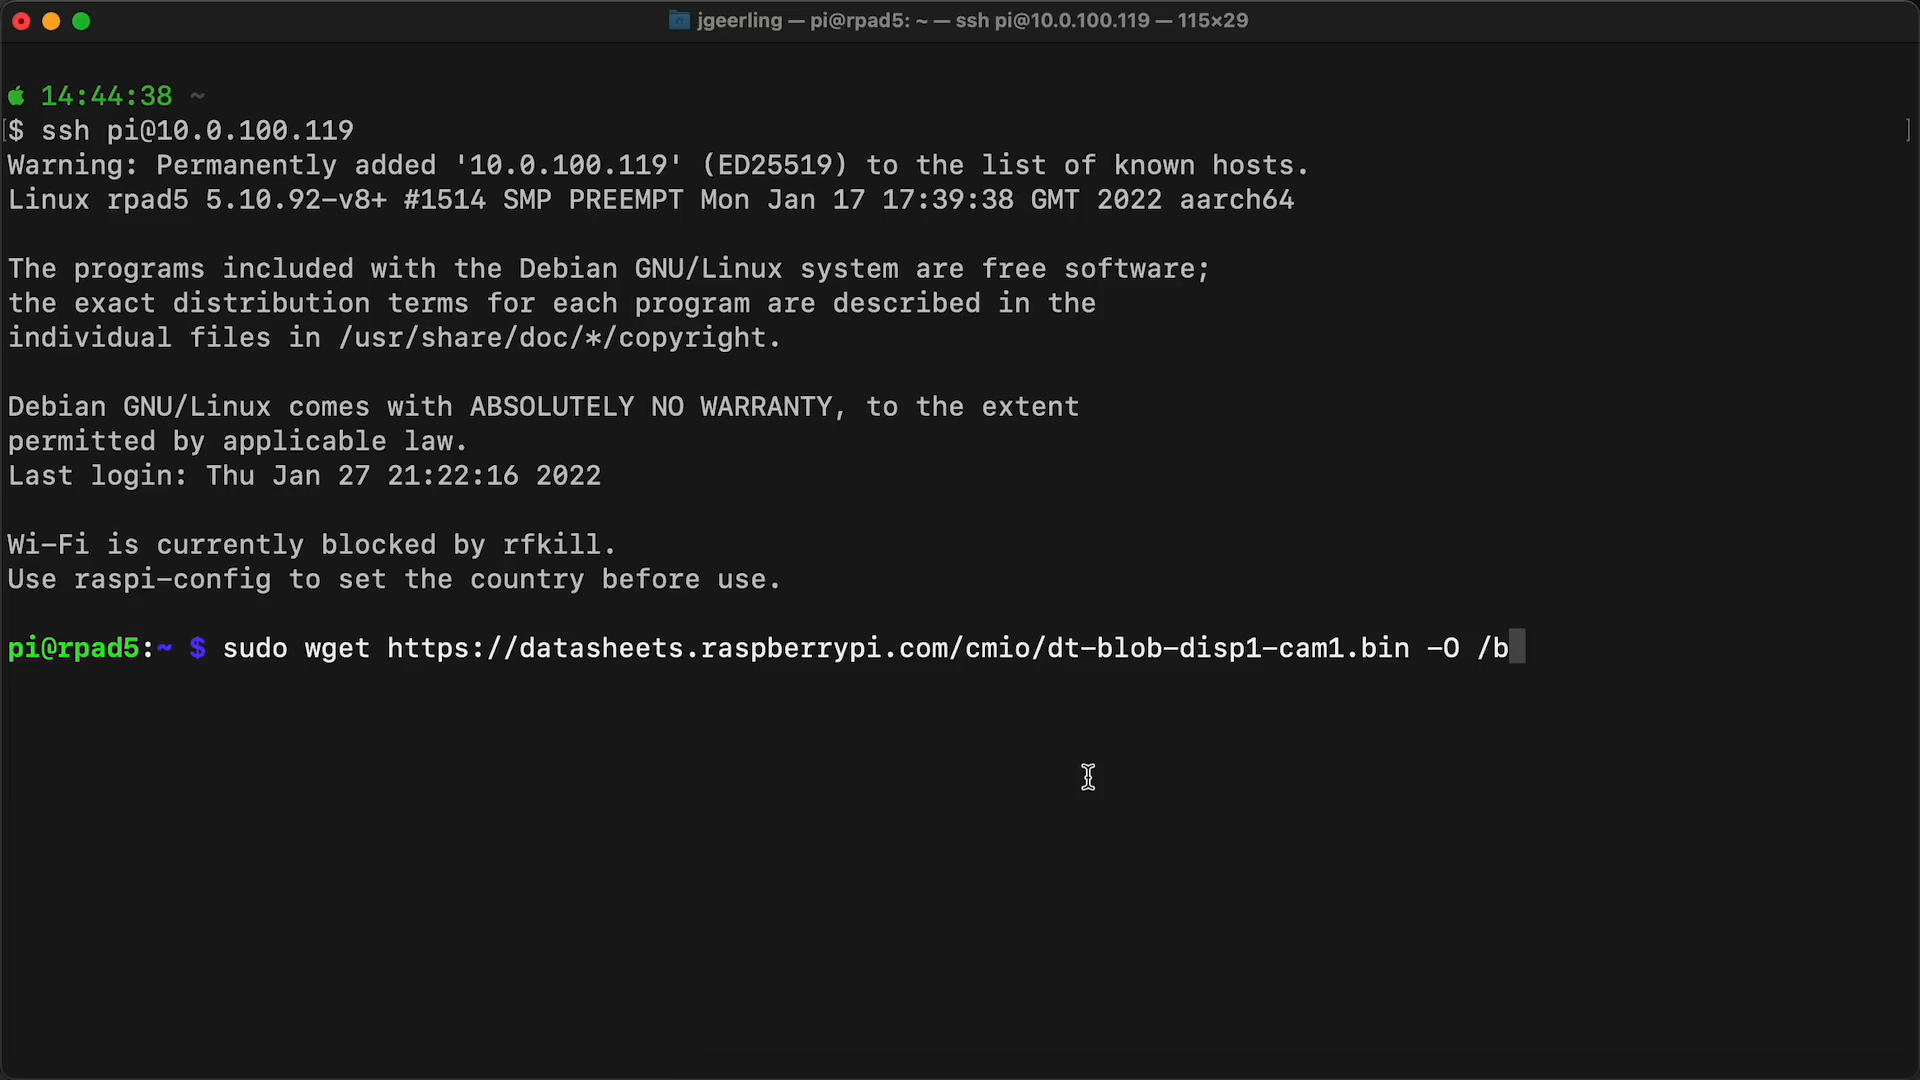 jgeerling — pi@rpad5: ~ — ssh pi@10.0.100.119 — 115×29
14:44:38 ~
[$ ssh pi@10.0.100.119 ]
Warning: Permanently added '10.0.100.119' (ED25519) to the list of known hosts.
Linux rpad5 5.10.92-v8+ #1514 SMP PREEMPT Mon Jan 17 17:39:38 GMT 2022 aarch64
The programs included with the Debian GNU/Linux system are free software;
the exact distribution terms for each program are described in the
individual files in /usr/share/doc/*/copyright.
Debian GNU/Linux comes with ABSOLUTELY NO WARRANTY, to the extent
permitted by applicable law.
Last login: Thu Jan 27 21:22:16 2022
Wi-Fi is currently blocked by rfkill.
Use raspi-config to set the country before use.
pi@rpad5:~ $ sudo wget https://datasheets.raspberrypi.com/cmio/dt-blob-disp1-cam1.bin -O /b